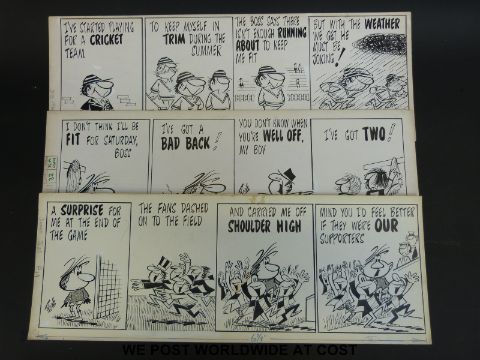 I'VE STARTED PLAYING
FOR A CRICKET
TEAM
TO KEEP MYSELF IN
TRIM DURING THE
SUMMER
THE BOSS SAYS THERE
ISN'T ENOUGH RUNNING
ABOUT TO KEEP
ME FIT
BUT WITH THE WEATHER
WE GET HE
MUST BE
JOKING!
I DON'T THINK I'LL BE
FIT FOR SATURDAY,
BOSS
I'VE GOT A
BAD BACK!
YOU DON'T KNOW WHEN
YOU'RE WELL OFF,
MY BOY
I'VE GOT TWO!
A SURPRISE FOR
ME AT THE END OF
THE GAME
THE FANS DASHED
ON TO THE FIELD
AND CARRIED ME OFF
SHOULDER HIGH
MIND YOU I'D FEEL BETTER
IF THEY WERE OUR
SUPPORTERS
WE POST WORLDWIDE AT COST